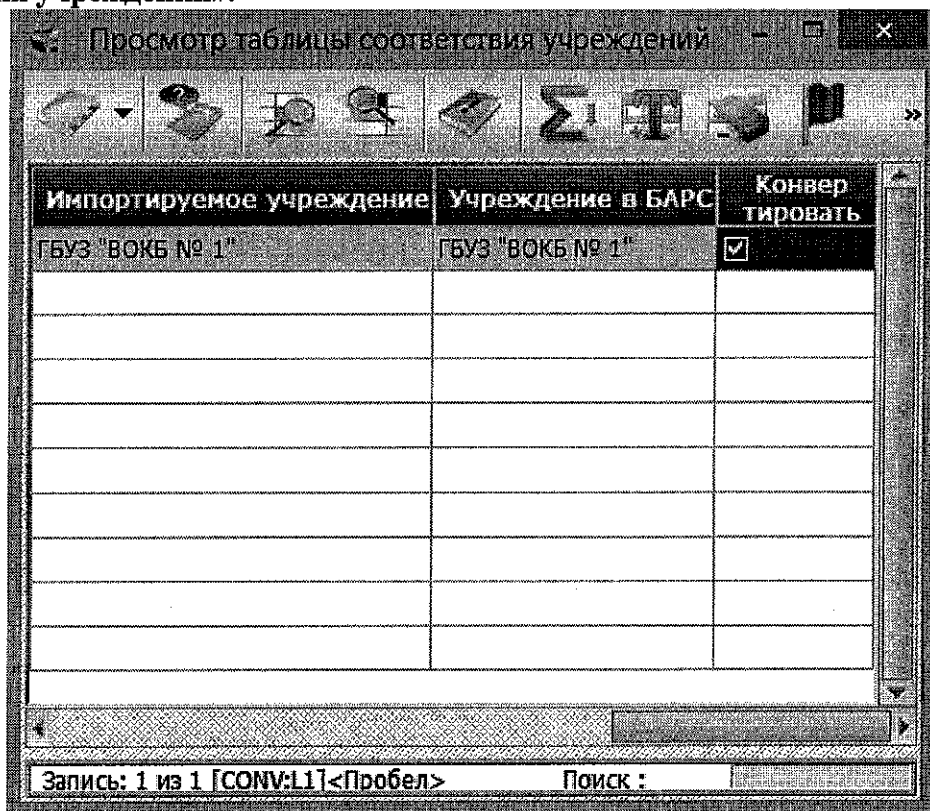 Просмотр таблицы соответствия учреждений
Импортируемое учреждение Учреждение в БАРС Конвер
тировать
ГБУЗ "ВОКБ № 1" ГБУЗ "ВОКБ № 1"
Запись: 1 из 1 [CONV:L1]<Пробел> Поиск :